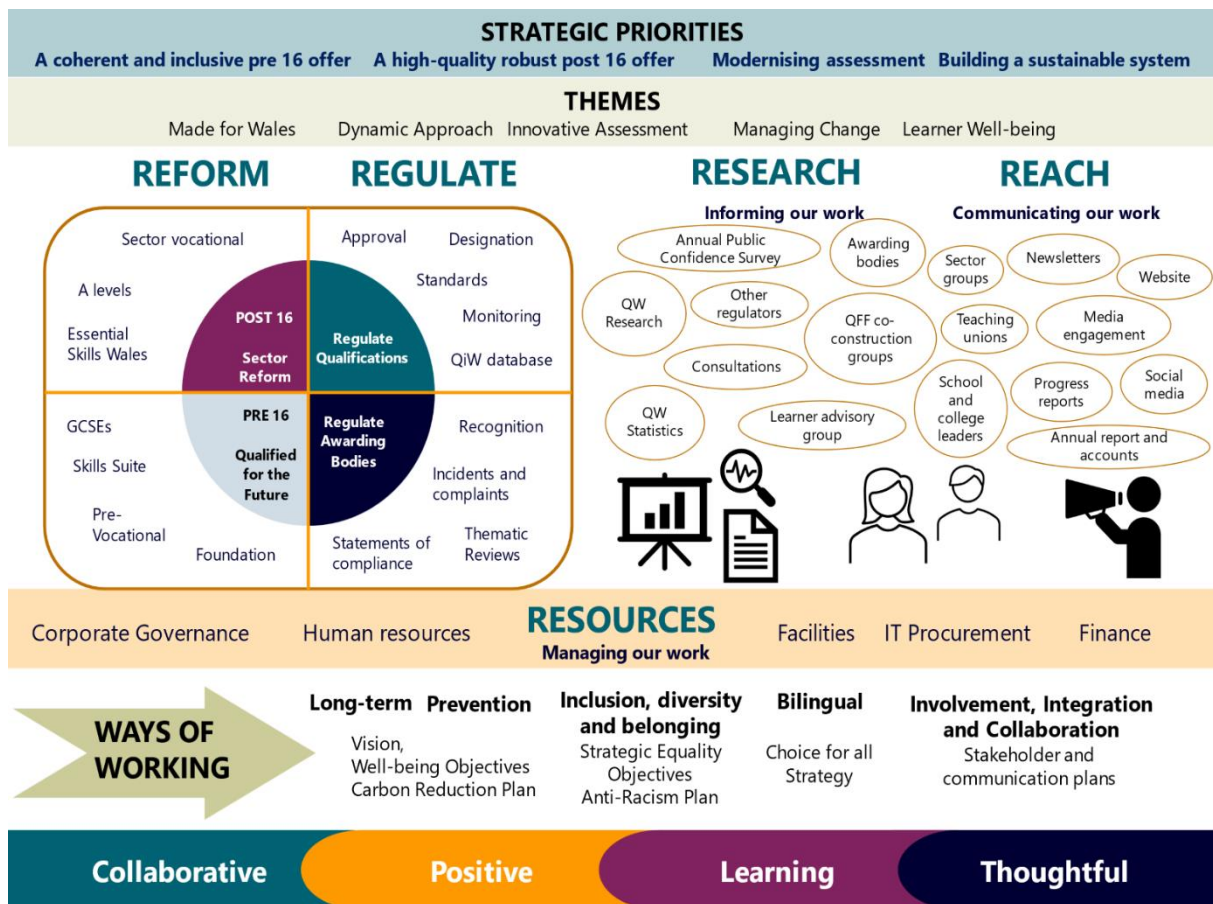 STRATEGIC PRIORITIES
A coherent and inclusive pre 16 offer A high-quality robust post 16 offer Modernising assessment Building a sustainable system
THEMES
Made for Wales Dynamic Approach Innovative Assessment Managing Change Learner Well-being
REFORM REGULATE RESEARCH REACH
Sector vocational
A levels
Essential
Skills Wales
POST 16
Sector
Reform
Approval
Designation
Standards
Monitoring
QiW database
Regulate
Qualifications
GCSEs
Skills Suite
Pre-
Vocational
Foundation
PRE 16
Qualified
for the
Future
Regulate
Awarding
Bodies
Recognition
Incidents and
complaints
Thematic
Reviews
Statements of
compliance
Informing our work
Annual Public
Confidence Survey
Awarding
bodies
QW
Research
Other
regulators
QFF co-
construction
groups
Consultations
QW
Statistics
Learner advisory
group
Communicating our work
Sector
groups
Newsletters
Website
Teaching
unions
Media
engagement
School
and
college
leaders
Progress
reports
Social
media
Annual report and
accounts
RESOURCES
Managing our work
Corporate Governance Human resources Facilities IT Procurement Finance
WAYS OF
WORKING
Long-term Prevention
Vision,
Well-being Objectives
Carbon Reduction Plan
Inclusion, diversity
and belonging
Strategic Equality
Objectives
Anti-Racism Plan
Bilingual
Choice for all
Strategy
Involvement, Integration
and Collaboration
Stakeholder and
communication plans
Collaborative Positive Learning Thoughtful